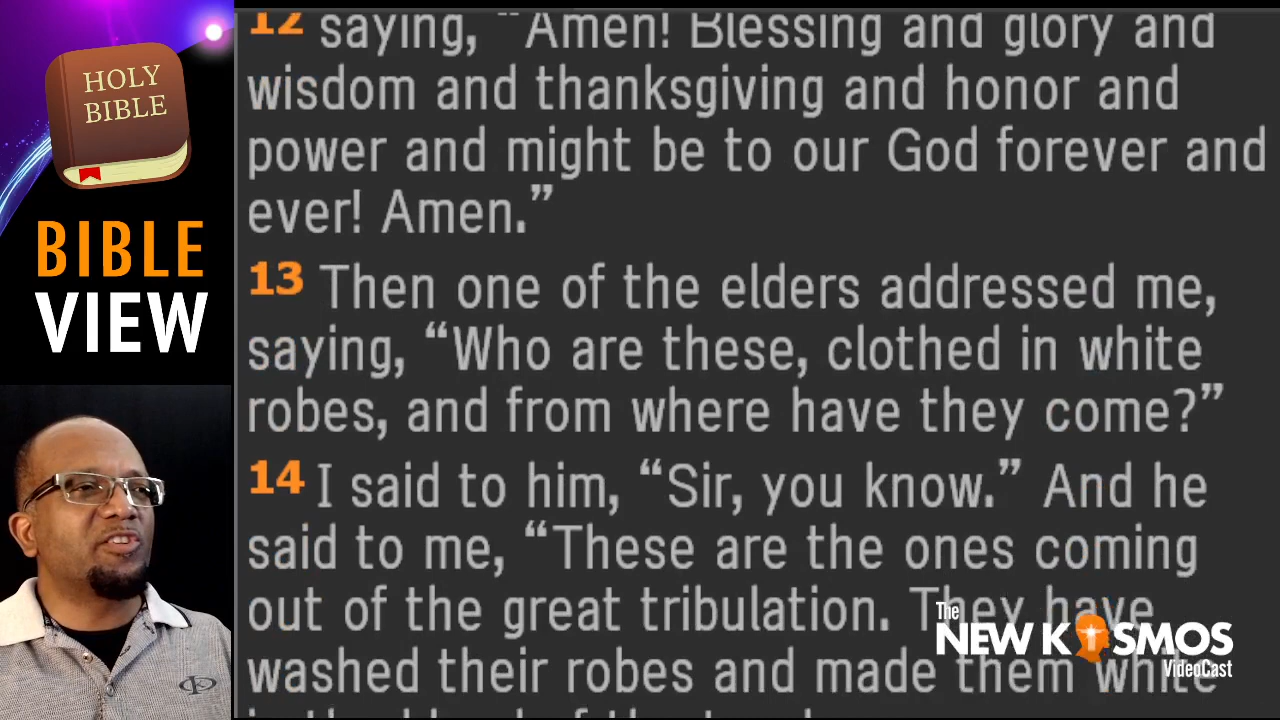 HOLY
BIBLE
BIBLE
VIEW
12 saying, “Amen! Blessing and glory and
wisdom and thanksgiving and honor and
power and might be to our God forever and
ever! Amen.”
13 Then one of the elders addressed me,
saying, “Who are these, clothed in white
robes, and from where have they come?”
14 I said to him, “Sir, you know.” And he
said to me, “These are the ones coming
out of the great tribulation. They have
washed their robes and made them white
The
NEW KOSMOS
VideoCast